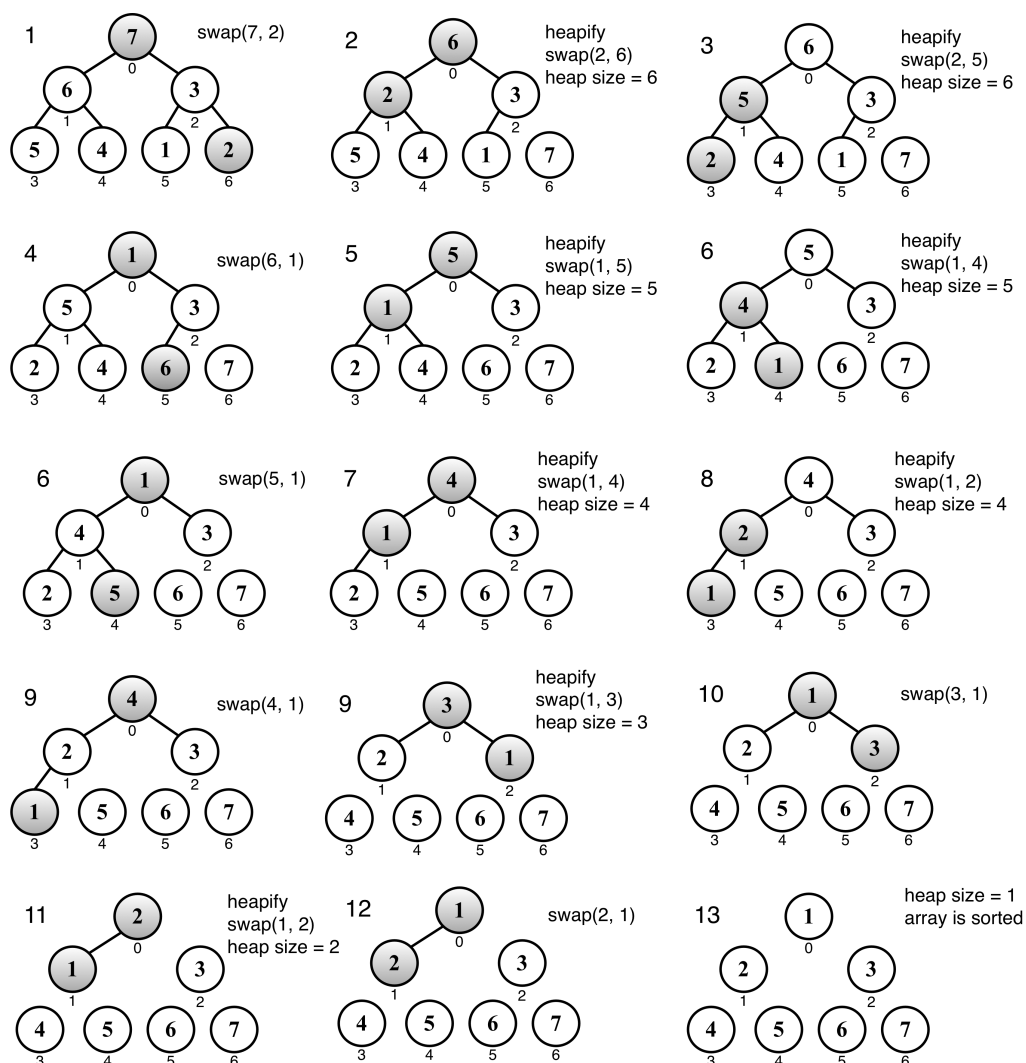 1
swap(7, 2)
7
0
6 3
1 2
5 4 1 2
3 4 5 6
2
heapify
swap(2, 6)
heap size = 6
6
0
2 3
1 2
5 4 1 7
3 4 5 6
3
heapify
swap(2, 5)
heap size = 6
6
0
5 3
1 2
2 4 1 7
3 4 5 6
4
swap(6, 1)
1
0
5 3
1 2
2 4 6 7
3 4 5 6
5
heapify
swap(1, 5)
heap size = 5
5
0
1 3
1 2
2 4 6 7
3 4 5 6
6
heapify
swap(1, 4)
heap size = 5
5
0
4 3
1 2
2 1 6 7
3 4 5 6
6
swap(5, 1)
1
0
4 3
1 2
2 5 6 7
3 4 5 6
7
heapify
swap(1, 4)
heap size = 4
4
0
1 3
1 2
2 5 6 7
3 4 5 6
8
heapify
swap(1, 2)
heap size = 4
4
0
2 3
1 2
1 5 6 7
3 4 5 6
9
swap(4, 1)
4
0
2 3
1 2
1 5 6 7
3 4 5 6
9
heapify
swap(1, 3)
heap size = 3
3
0
2 1
1 2
4 5 6 7
3 4 5 6
10
swap(3, 1)
1
0
2 3
1 2
4 5 6 7
3 4 5 6
11
heapify
swap(1, 2)
heap size = 2
2
0
1 3
1 2
4 5 6 7
3 4 5 6
12
swap(2, 1)
1
0
2 3
1 2
4 5 6 7
3 4 5 6
13
heap size = 1
array is sorted
1
0
2 3
1 2
4 5 6 7
3 4 5 6